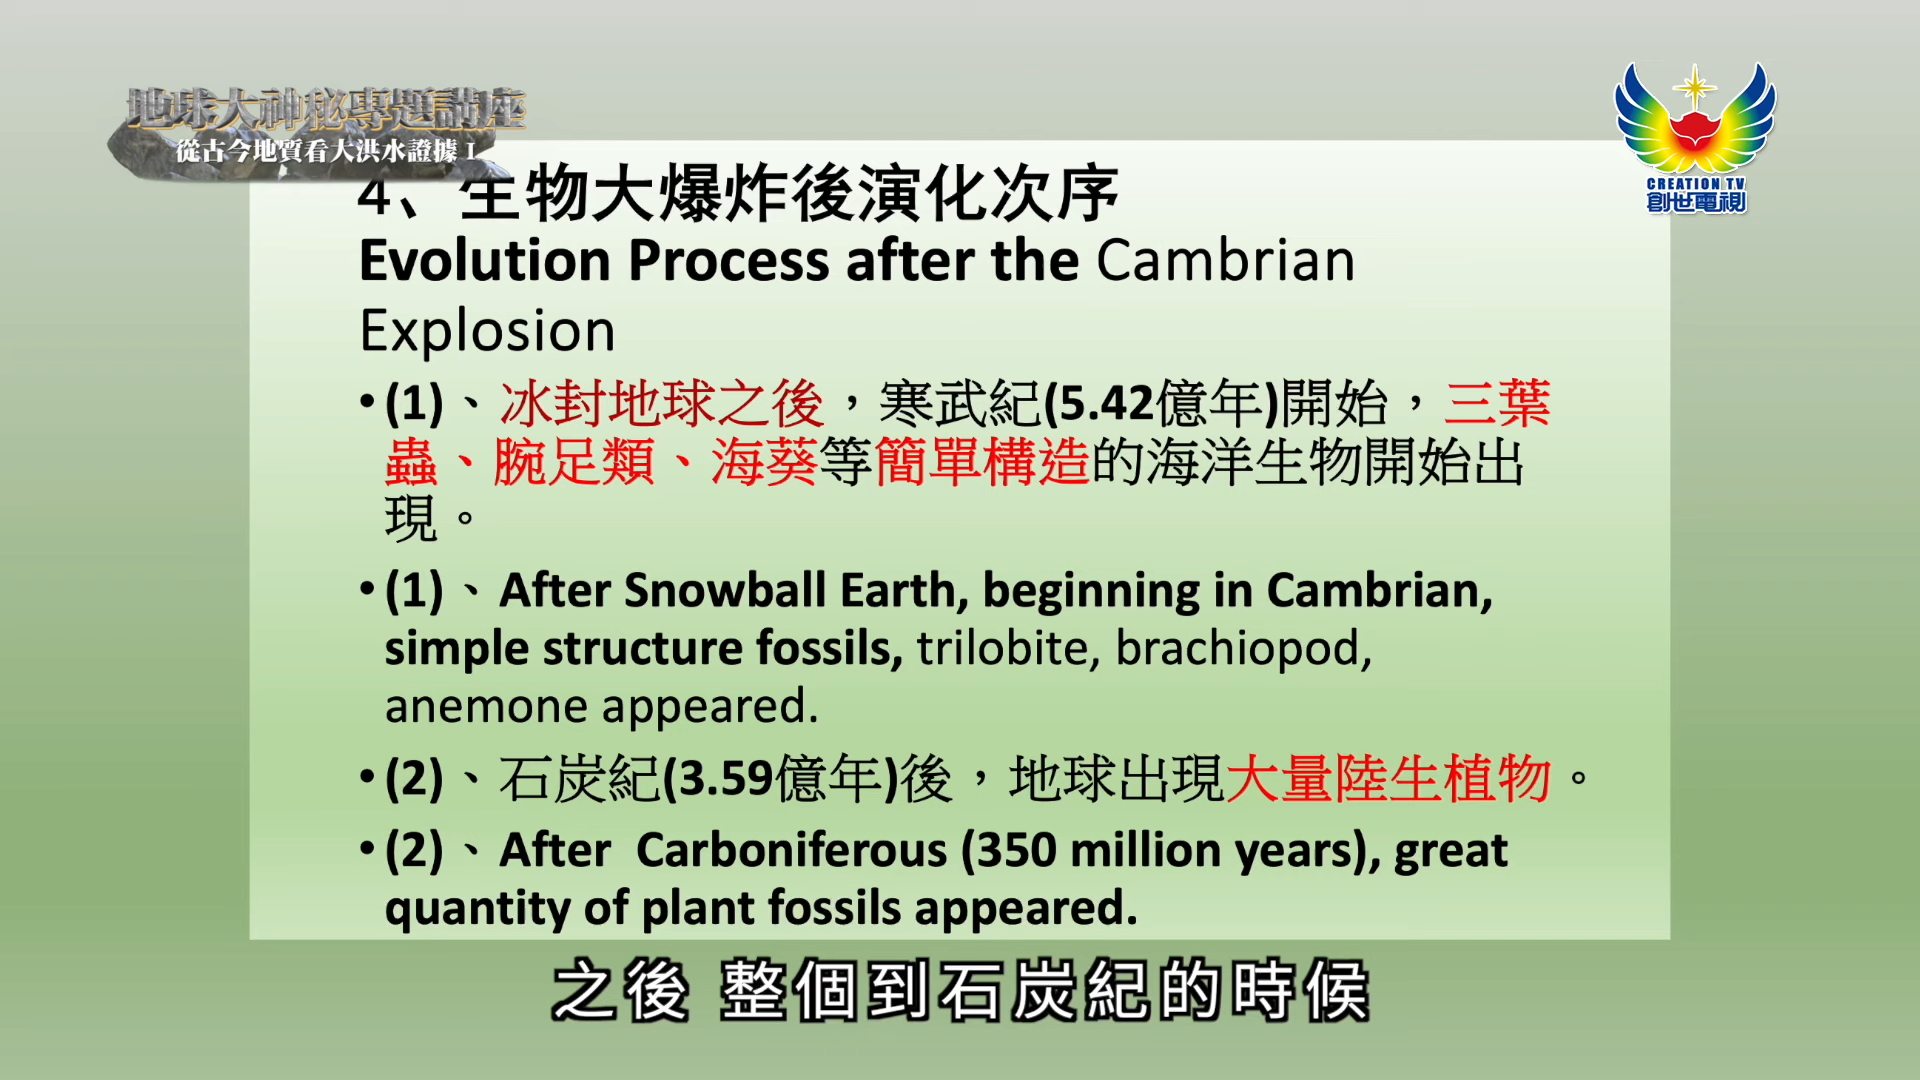 地球大神秘專題講座
從古今地質看大洪水證據 I
CREATION TV
創世電視
4、生物大爆炸後演化次序
Evolution Process after the Cambrian
Explosion
•(1)、冰封地球之後，寒武紀(5.42億年)開始，三葉
蟲、腕足類、海葵等簡單構造的海洋生物開始出
現。
•(1)、After Snowball Earth, beginning in Cambrian,
simple structure fossils, trilobite, brachiopod,
anemone appeared.
•(2)、石炭紀(3.59億年)後，地球出現大量陸生植物。
•(2)、After Carboniferous (350 million years), great
quantity of plant fossils appeared.
之後 整個到石炭紀的時候